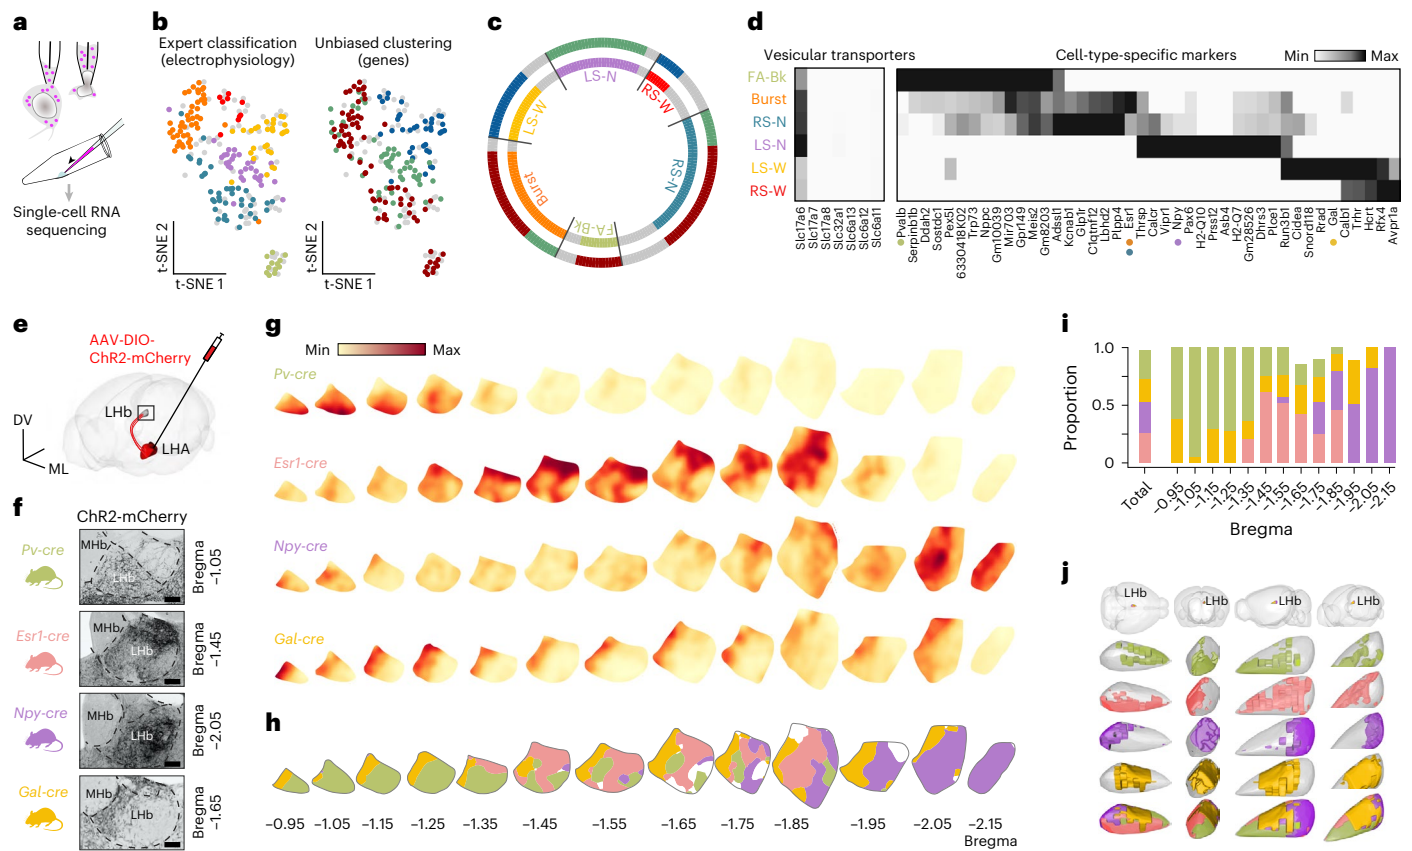 a
Single-cell RNA
sequencing
b
Expert classification
(electrophysiology)
Unbiased clustering
(genes)
t-SNE 2
t-SNE 1
t-SNE 2
t-SNE 1
c
LS-N
RS-W
RS-N
FA-Bk
Burst
LS-W
d
Vesicular transporters
Cell-type-specific markers
Min
Max
FA-Bk
Burst
RS-N
LS-N
LS-W
RS-W
Slc17a6
Slc17a7
Slc17a8
Slc32a1
Slc6a13
Slc6a12
Slc6a11
Pvalb
Serpinb1b
Ddah2
Sostdc1
Pex5l
6330418K02
Trp73
Nppc
Gm10039
Mir703
Gpr149
Meis2
Gm8203
Adssl1
Kcnab1
Glp1r
C1qtnf12
Lbhd2
Plpp4
Esr1
Thrsp
Calcr
Vipr1
Npy
Pax6
H2-Q10
Prss12
Asb4
H2-Q7
Gm28526
Dhrs3
Plce1
Run3b1
Cidea
Snord118
Rrad
Gal
Calb1
Trhr
Hcrt
Rfx4
Avpr1a
e
AAV-DIO-
ChR2-mCherry
LHb
LHA
DV
ML
f
ChR2-mCherry
Pv-cre
MHb
LHb
Bregma
−1.05
Esr1-cre
MHb
LHb
Bregma
−1.45
Npy-cre
MHb
LHb
Bregma
−2.05
Gal-cre
MHb
LHb
Bregma
−1.65
g
Min
Max
Pv-cre
Esr1-cre
Npy-cre
Gal-cre
h
−0.95
−1.05
−1.15
−1.25
−1.35
−1.45
−1.55
−1.65
−1.75
−1.85
−1.95
−2.05
−2.15
Bregma
i
Proportion
1.0
0.5
0
Total
−0.95
−1.05
−1.15
−1.25
−1.35
−1.45
−1.55
−1.65
−1.75
−1.85
−1.95
−2.05
−2.15
Bregma
j
LHb
LHb
LHb
LHb